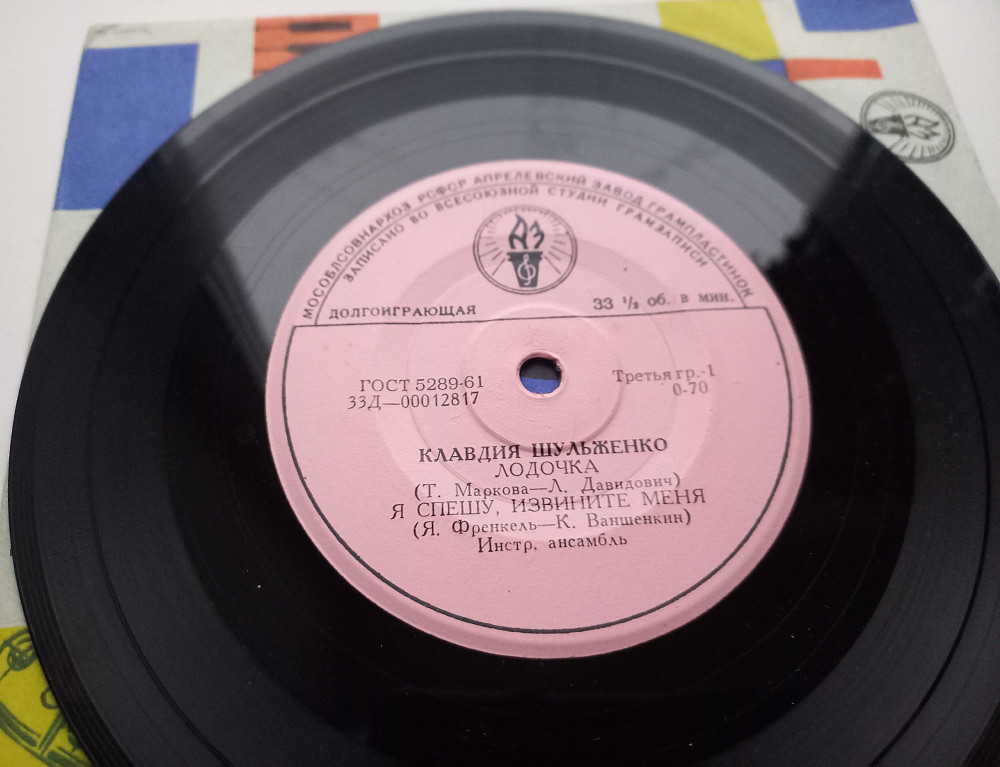 МОСОБЛСОВНАРХОЗ РСФСР АПРЕЛЕВСКИЙ ЗАВОД ГРАМПЛАСТИНОК
ЗАПИСАНО ВО ВСЕСОЮЗНОЙ СТУДИИ ГРАМЗАПИСИ
АЗ
ДОЛГОИГРАЮЩАЯ 33 1/3 об. в мин.
ГОСТ 5289-61 Третья гр.-1
33Д—00012817 0-70
КЛАВДИЯ ШУЛЬЖЕНКО
ЛОДОЧКА
(Т. Маркова—Л. Давидович)
Я СПЕШУ, ИЗВИНИТЕ МЕНЯ
(Я. Френкель—К. Ваншенкин)
Инстр. ансамбль